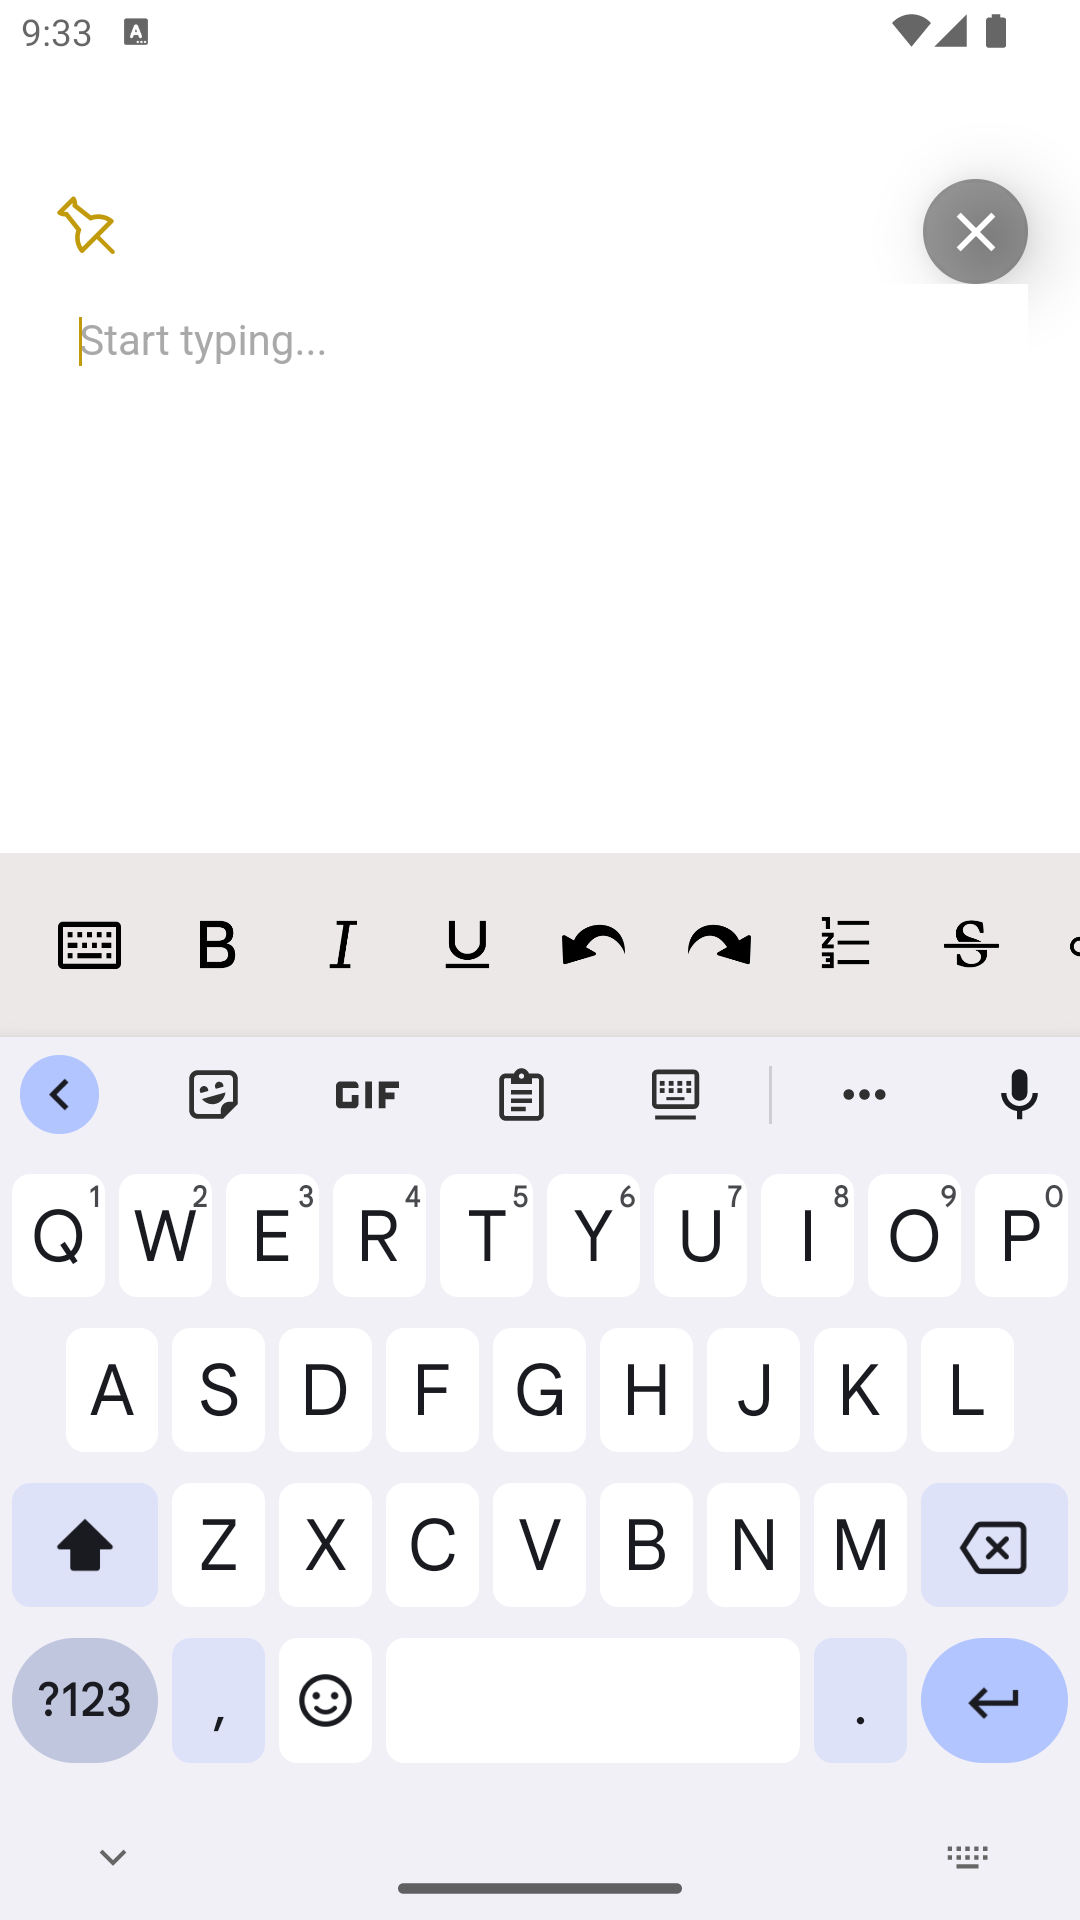 9:33
Start typing...
B I U S
GIF
Q 1 W 2 E 3 R 4 T 5 Y 6 U 7 I 8 O 9 P 0
A S D F G H J K L
Z X C V B N M
?123 , .